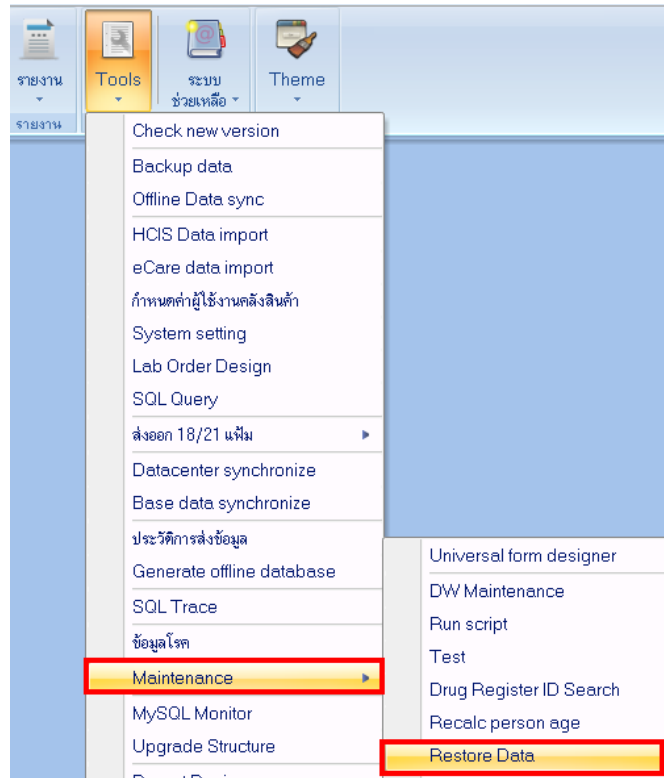 รายงาน
Tools
ระบบ
ช่วยเหลือ
Theme
รายงาน
Check new version
Backup data
Offline Data sync
HCIS Data import
eCare data import
กำหนดค่าผู้ใช้งานคลังสินค้า
System setting
Lab Order Design
SQL Query
ส่งออก 18/21 แฟ้ม
Datacenter synchronize
Base data synchronize
ประวัติการส่งข้อมูล
Generate offline database
SQL Trace
ข้อมูลโรค
Maintenance
MySQL Monitor
Upgrade Structure
Universal form designer
DW Maintenance
Run script
Test
Drug Register ID Search
Recalc person age
Restore Data